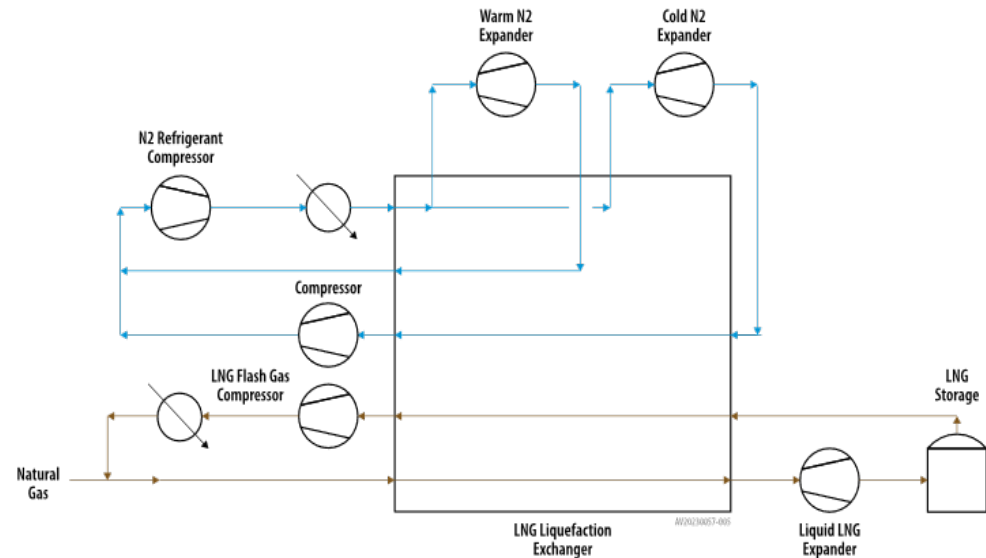 Warm N2
Expander
Cold N2
Expander
N2 Refrigerant
Compressor
Compressor
LNG Flash Gas
Compressor
LNG
Storage
Natural
Gas
AV20230057-005
LNG Liquefaction
Exchanger
Liquid LNG
Expander